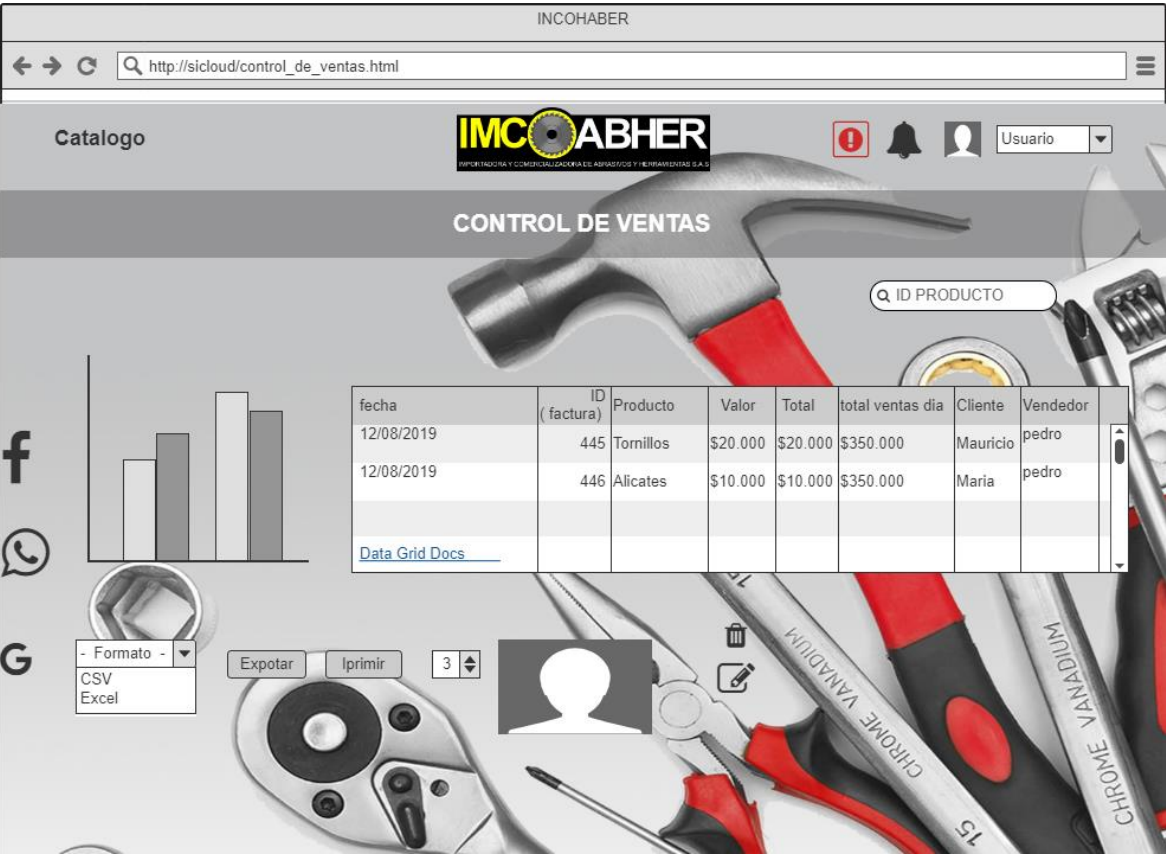 INCOHABER
http://sicloud/control_de_ventas.html
Catalogo
IMCOABHER
IMPORTADORA Y COMERCIALIZADORA DE ABRASIVOS Y HERRAMIENTAS S.A.S
Usuario
CONTROL DE VENTAS
ID PRODUCTO
fecha ID ( factura) Producto Valor Total total ventas dia Cliente Vendedor
12/08/2019 445 Tornillos $20.000 $20.000 $350.000 Mauricio pedro
12/08/2019 446 Alicates $10.000 $10.000 $350.000 Maria pedro
Data Grid Docs
15
- Formato -
CSV
Excel
Expotar
Iprimir
3
CHROME VANADIUM
15
CHROME VANADIUM